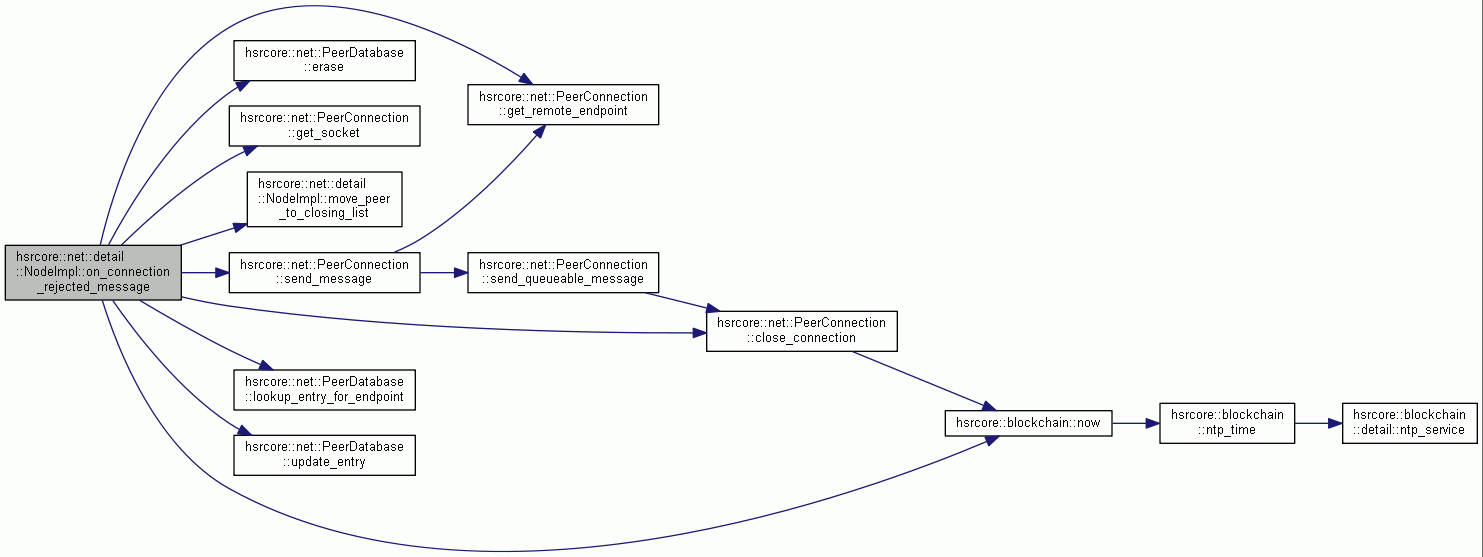 hsrcore::net::PeerDatabase
::erase
hsrcore::net::PeerConnection
::get_remote_endpoint
hsrcore::net::PeerConnection
::get_socket
hsrcore::net::detail
::NodeImpl::move_peer
_to_closing_list
hsrcore::net::detail
::NodeImpl::on_connection
_rejected_message
hsrcore::net::PeerConnection
::send_message
hsrcore::net::PeerConnection
::send_queueable_message
hsrcore::net::PeerConnection
::close_connection
hsrcore::net::PeerDatabase
::lookup_entry_for_endpoint
hsrcore::blockchain::now
hsrcore::blockchain
::ntp_time
hsrcore::blockchain
::detail::ntp_service
hsrcore::net::PeerDatabase
::update_entry